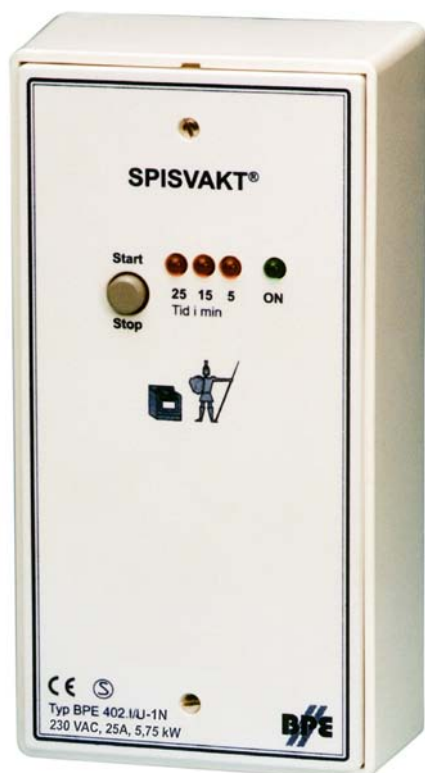 SPISVAKT®
Start
25 15 5 ON
Tid i min
Stop
CE S
Typ BPE 402.I/U-1N
230 VAC, 25A, 5,75 kW
BPE